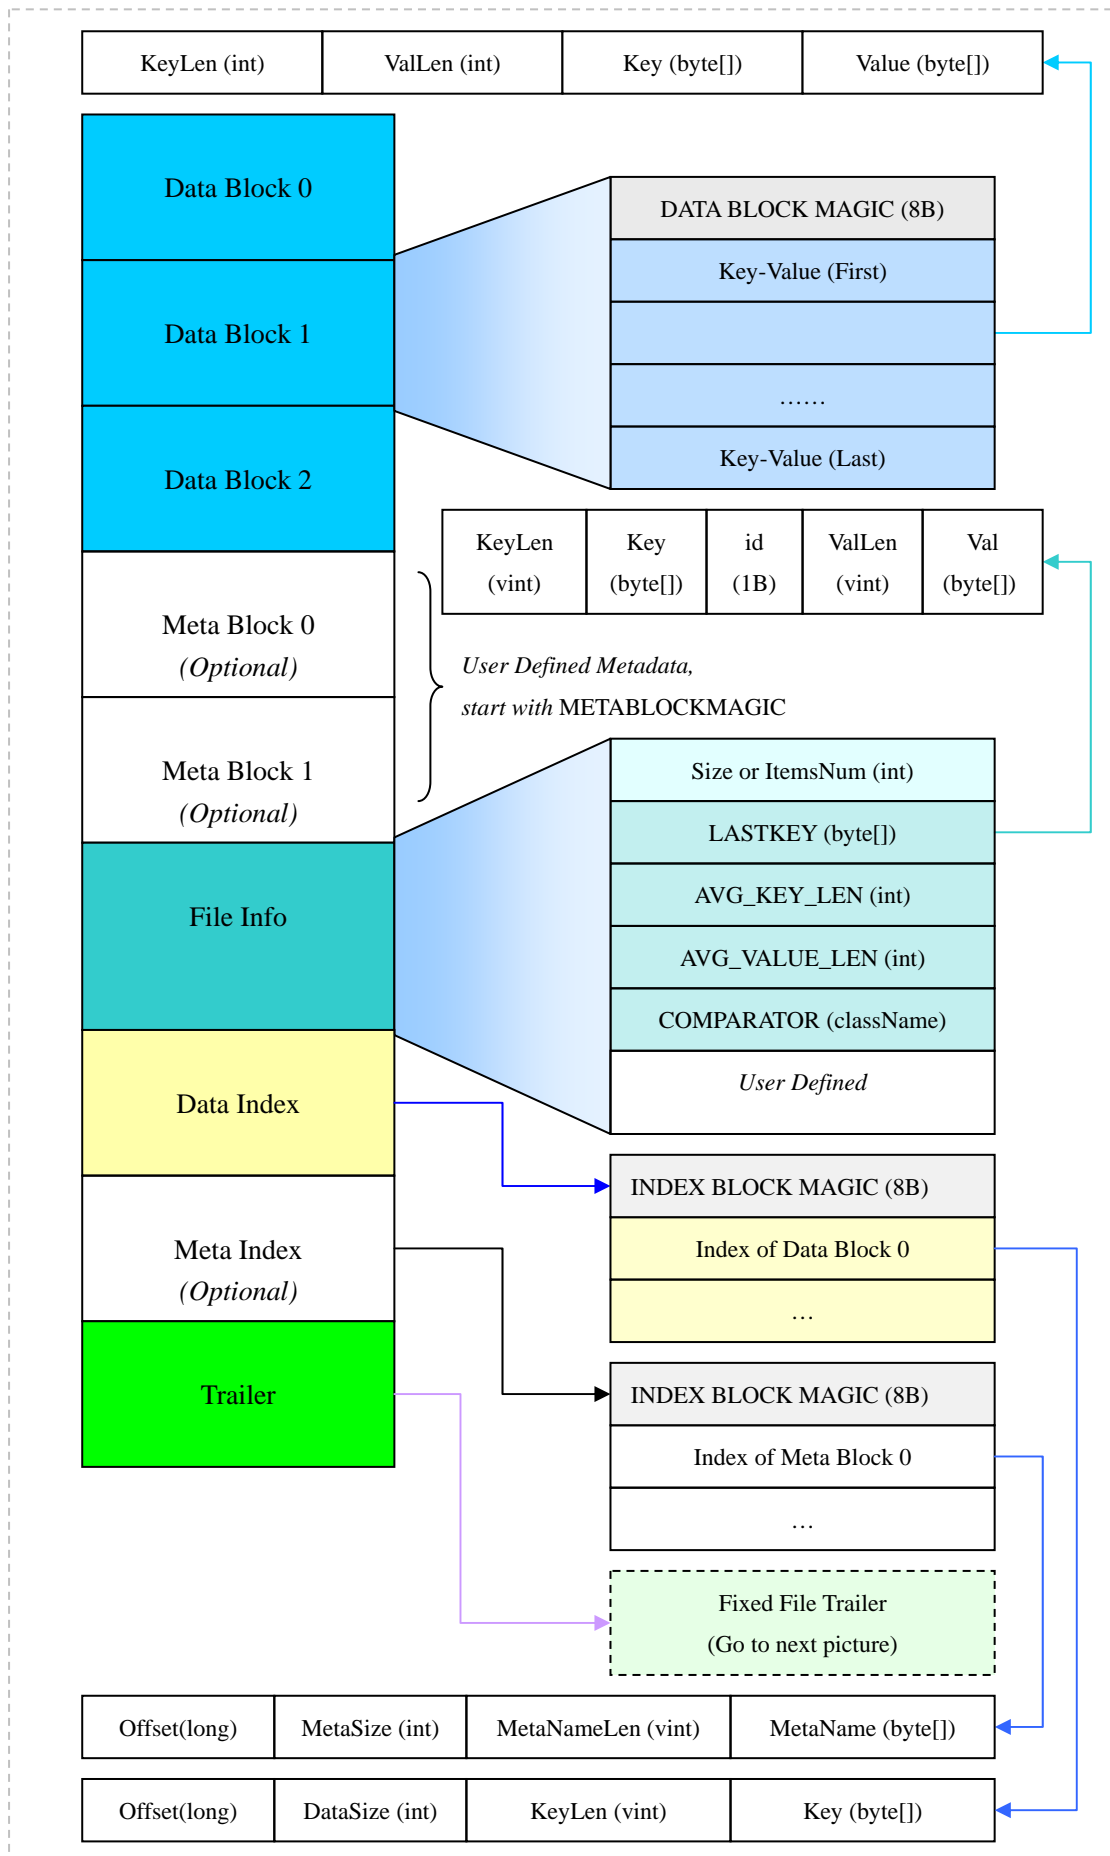 KeyLen (int) ValLen (int) Key (byte[]) Value (byte[])
Data Block 0
DATA BLOCK MAGIC (8B)
Key-Value (First)
Data Block 1
……
Key-Value (Last)
Data Block 2
KeyLen Key id ValLen Val
(vint) (byte[]) (1B) (vint) (byte[])
Meta Block 0
(Optional)
User Defined Metadata,
start with METABLOCKMAGIC
Meta Block 1
(Optional)
Size or ItemsNum (int)
LASTKEY (byte[])
AVG_KEY_LEN (int)
File Info
AVG_VALUE_LEN (int)
COMPARATOR (className)
User Defined
Data Index
INDEX BLOCK MAGIC (8B)
Index of Data Block 0
…
Meta Index
(Optional)
Trailer
INDEX BLOCK MAGIC (8B)
Index of Meta Block 0
…
Fixed File Trailer
(Go to next picture)
Offset(long) MetaSize (int) MetaNameLen (vint) MetaName (byte[])
Offset(long) DataSize (int) KeyLen (vint) Key (byte[])